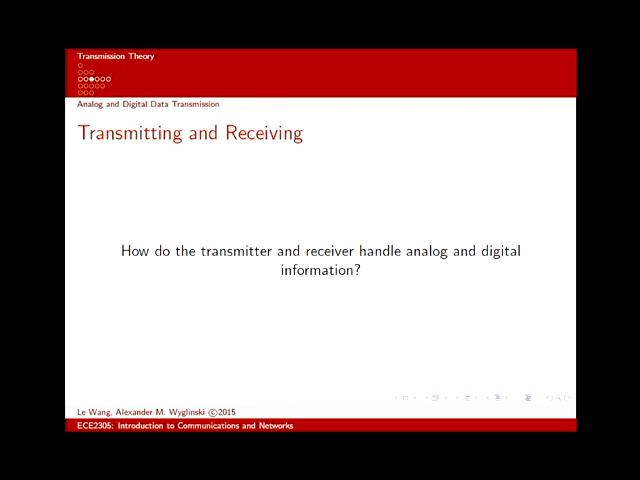 Transmission Theory
Analog and Digital Data Transmission
Transmitting and Receiving
How do the transmitter and receiver handle analog and digital
information?
Le Wang, Alexander M. Wyglinski ©2015
ECE2305: Introduction to Communications and Networks